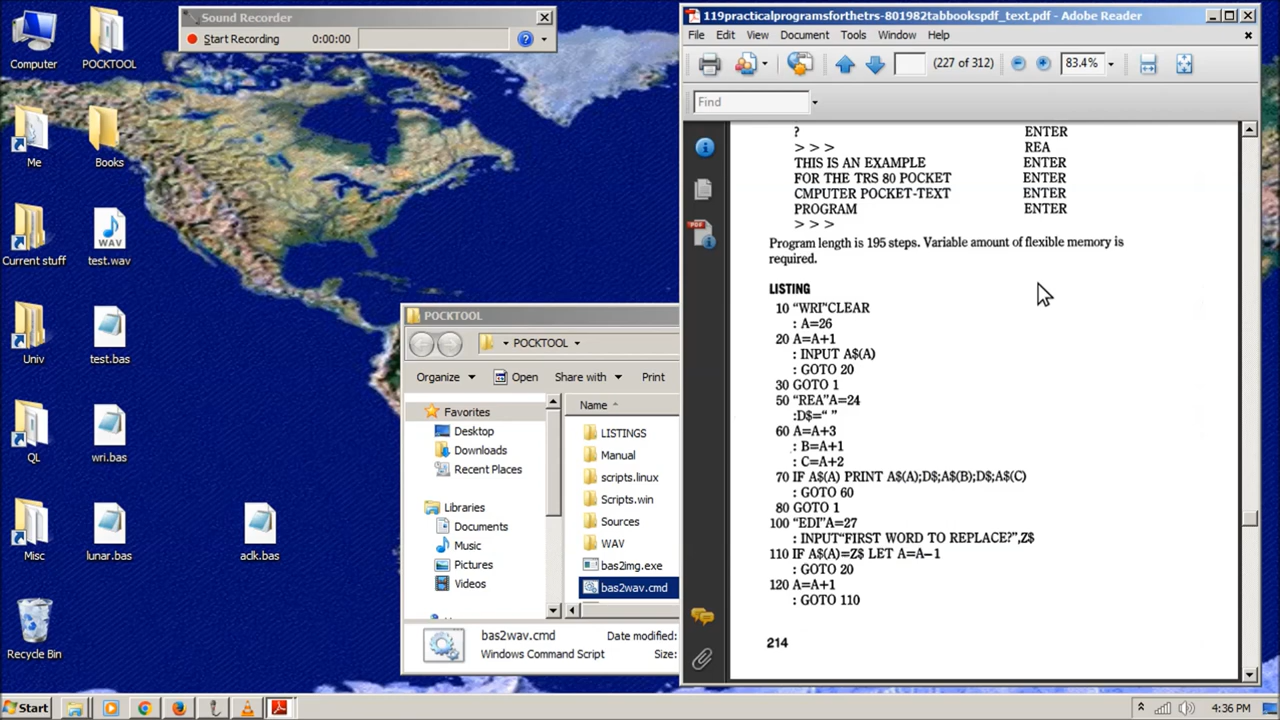 Sound Recorder
Start Recording 0:00:00
Computer
POCKTOOL
Me
Books
Current stuff
test.wav
WAV
Univ
test.bas
QL
wri.bas
Misc
lunar.bas
adk.bas
Recycle Bin
POCKTOOL
POCKTOOL
Organize Open Share with Print
Favorites
Desktop
Downloads
Recent Places
Libraries
Documents
Music
Pictures
Videos
Name
LISTINGS
Manual
scripts.linux
Scripts.win
Sources
WAV
bas2img.exe
bas2wav.cmd
bas2wav.cmd Date modified:
Windows Command Script Size:
119practicalprogramsforthetrs-801982tabbookspdf_text.pdf - Adobe Reader
File Edit View Document Tools Window Help
(227 of 312) 83.4%
Find
? ENTER
> > > REA
THIS IS AN EXAMPLE ENTER
FOR THE TRS 80 POCKET ENTER
CMPUTER POCKET-TEXT ENTER
PROGRAM ENTER
> > >
Program length is 195 steps. Variable amount of flexible memory is
required.
LISTING
10 “WRI“CLEAR
: A=26
20 A=A+1
: INPUT A$(A)
: GOTO 20
30 GOTO 1
50 “REA”A=24
:D$=“ ”
60 A=A+3
: B=A+1
: C=A+2
70 IF A$(A) PRINT A$(A);D$;A$(B);D$;A$(C)
: GOTO 60
80 GOTO 1
100 “EDI”A=27
: INPUT“FIRST WORD TO REPLACE?”,Z$
110 IF A$(A)=Z$ LET A=A−1
: GOTO 20
120 A=A+1
: GOTO 110
214
Start
4:36 PM